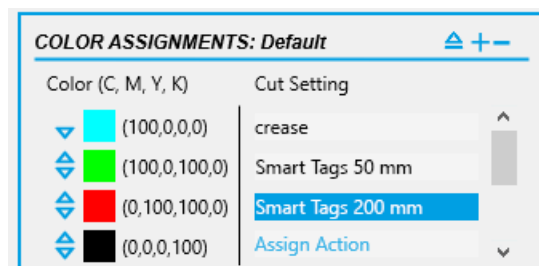 COLOR ASSIGNMENTS: Default
Color (C, M, Y, K) Cut Setting
(100,0,0,0) crease
(100,0,100,0) Smart Tags 50 mm
(0,100,100,0) Smart Tags 200 mm
(0,0,0,100) Assign Action